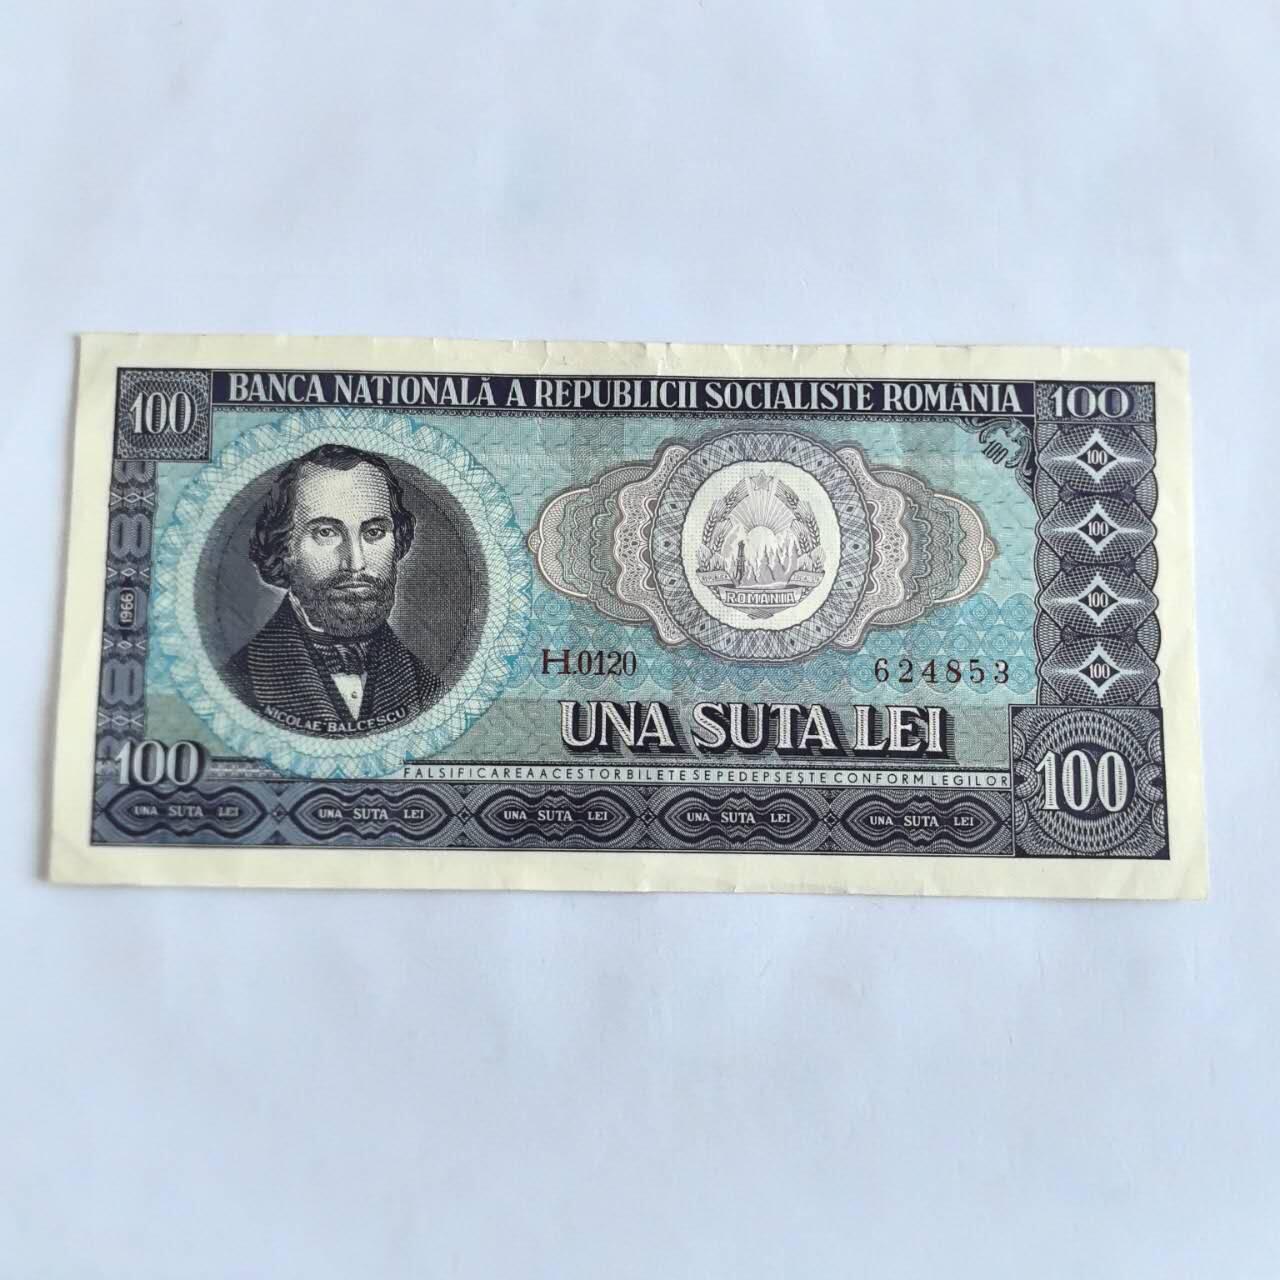 BANCA NAȚIONALĂ A REPUBLICII SOCIALISTE ROMÂNIA
100
100
100
100
100
100
100
1966
ROMÂNIA
H.0120
624853
NICOLAE BALCESCU
UNA SUTA LEI
100
100
FALSIFICAREA ACESTOR BILETE SE PEDEPSEȘTE CONFORM LEGILOR
UNA SUTA LEI UNA SUTA LEI UNA SUTA LEI UNA SUTA LEI UNA SUTA LEI